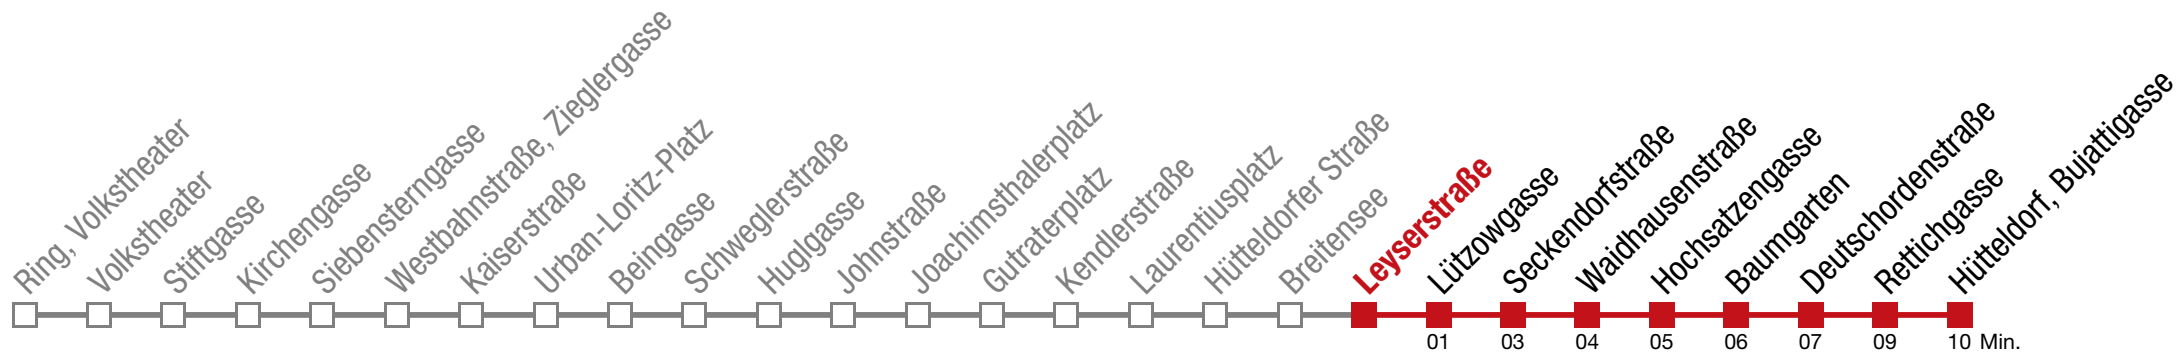 Ring, Volkstheater
Volkstheater
Stiftgasse
Kirchengasse
Siebensterngasse
Westbahnstraße, Zieglergasse
Kaiserstraße
Urban-Loritz-Platz
Beingasse
Schweglerstraße
Huglgasse
Johnstraße
Joachimsthalerplatz
Gutraterplatz
Kendlerstraße
Laurentiusplatz
Hütteldorfer Straße
Breitensee
Leyserstraße
Lützowgasse
Seckendorfstraße
Waidhausenstraße
Hochsatzengasse
Baumgarten
Deutschordenstraße
Rettichgasse
Hütteldorf, Bujattigasse
01 03 04 05 06 07 09 10 Min.